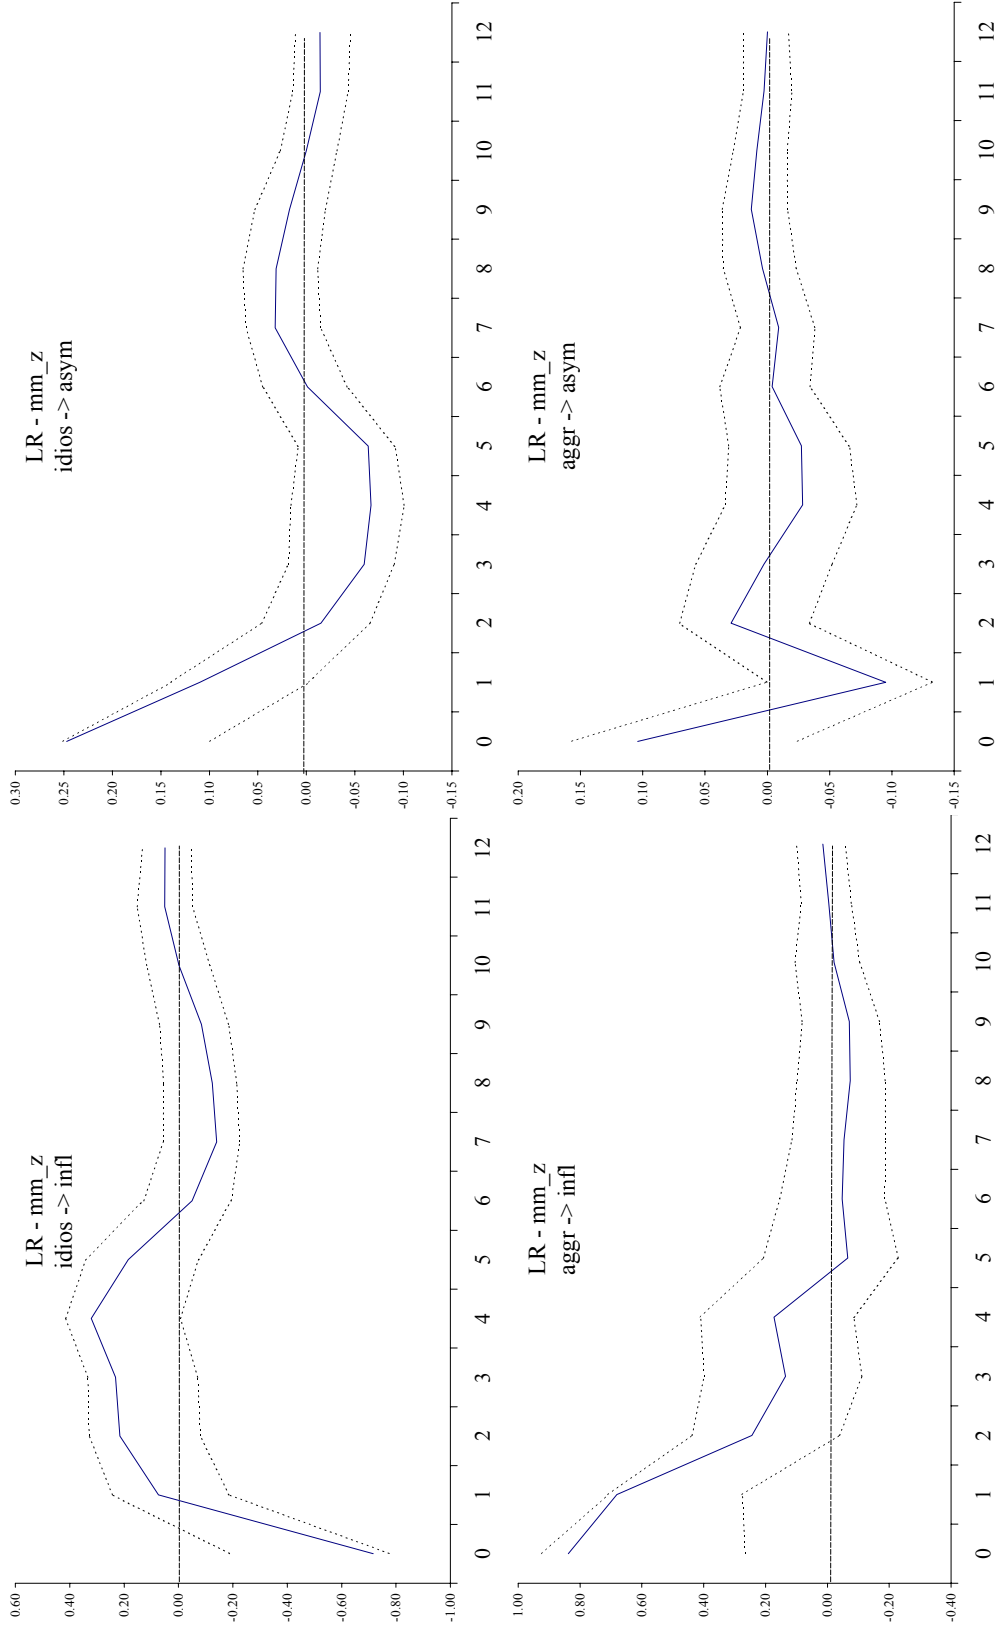 LR - mm_z
idios -> infl
0.60
0.40
0.20
0.00
-0.20
-0.40
-0.60
-0.80
-1.00
0 1 2 3 4 5 6 7 8 9 10 11 12
LR - mm_z
idios -> asym
0.30
0.25
0.20
0.15
0.10
0.05
0.00
-0.05
-0.10
-0.15
0 1 2 3 4 5 6 7 8 9 10 11 12
LR - mm_z
aggr -> infl
1.00
0.80
0.60
0.40
0.20
0.00
-0.20
-0.40
0 1 2 3 4 5 6 7 8 9 10 11 12
LR - mm_z
aggr -> asym
0.20
0.15
0.10
0.05
0.00
-0.05
-0.10
-0.15
0 1 2 3 4 5 6 7 8 9 10 11 12